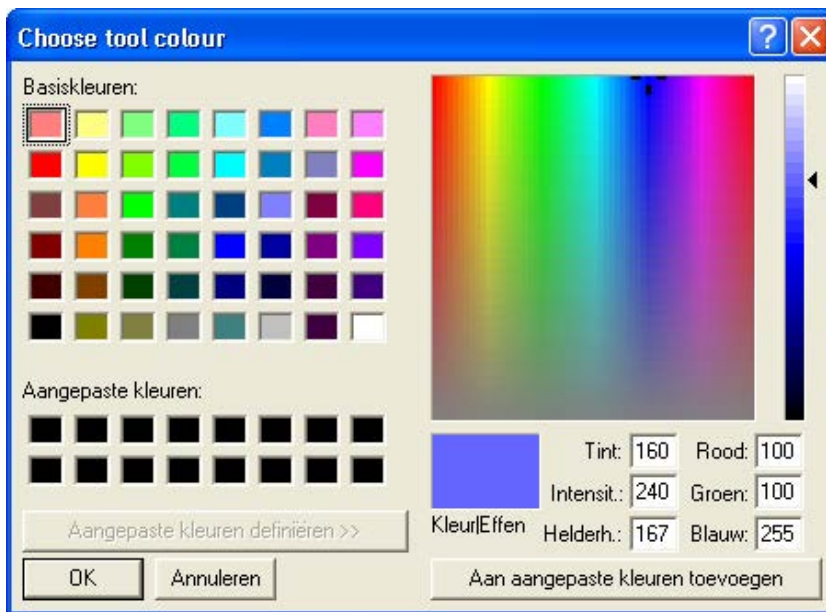 Choose tool colour
Basiskleuren:
Aangepaste kleuren:
Aangepaste kleuren definiëren >>
OK
Annuleren
Kleur|Effen
Tint: 160
Rood: 100
Intensit.: 240
Groen: 100
Helderh.: 167
Blauw: 255
Aan aangepaste kleuren toevoegen